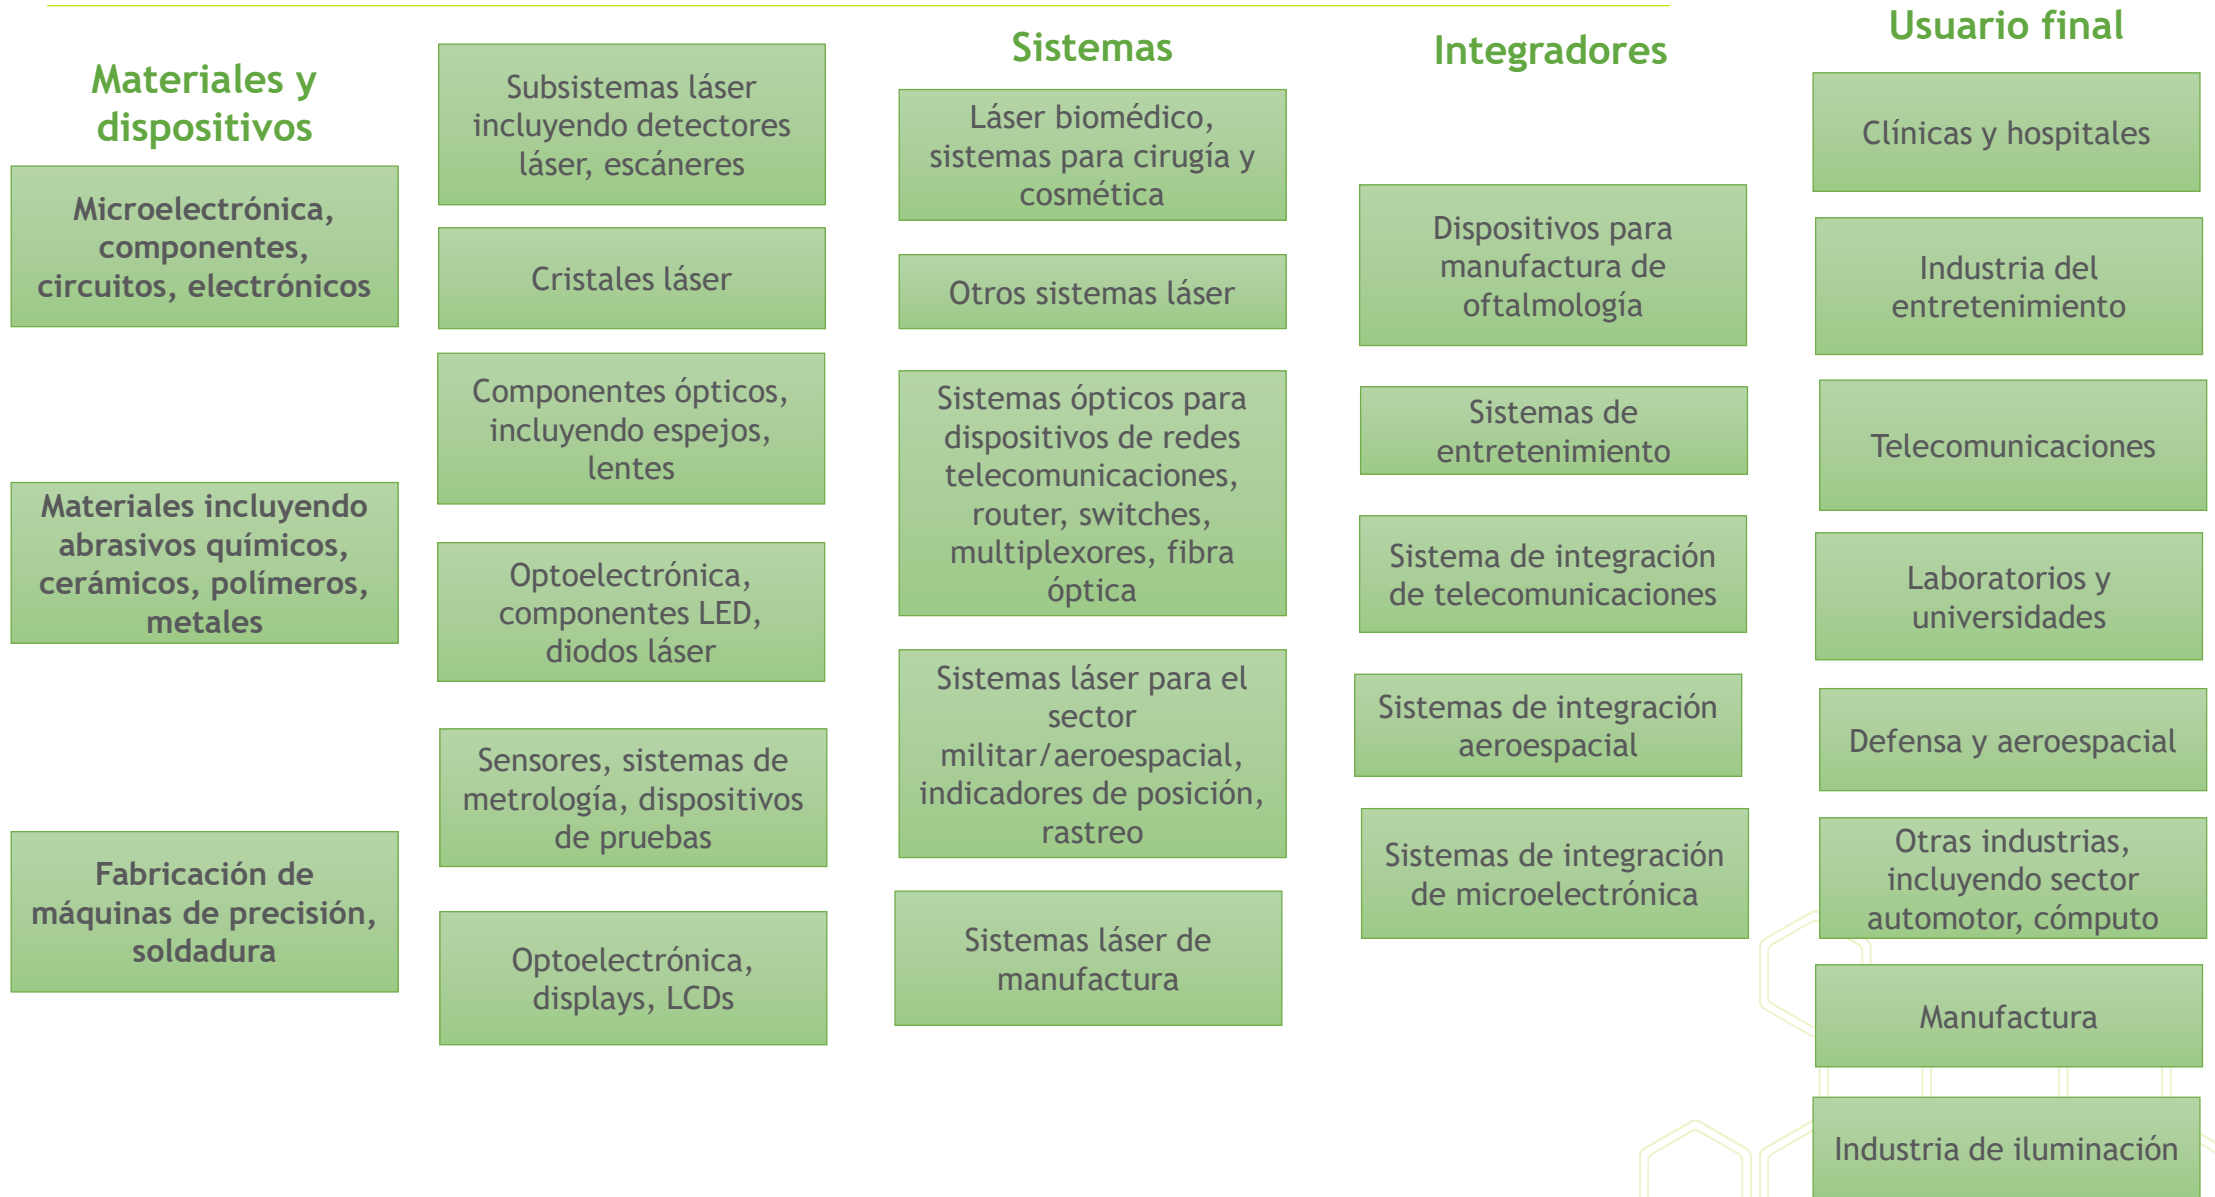 Materiales y
dispositivos
Microelectrónica,
componentes,
circuitos, electrónicos
Materiales incluyendo
abrasivos químicos,
cerámicos, polímeros,
metales
Fabricación de
máquinas de precisión,
soldadura
Subsistemas láser
incluyendo detectores
láser, escáneres
Cristales láser
Componentes ópticos,
incluyendo espejos,
lentes
Optoelectrónica,
componentes LED,
diodos láser
Sensores, sistemas de
metrología, dispositivos
de pruebas
Optoelectrónica,
displays, LCDs
Sistemas
Láser biomédico,
sistemas para cirugía y
cosmética
Otros sistemas láser
Sistemas ópticos para
dispositivos de redes
telecomunicaciones,
router, switches,
multiplexores, fibra
óptica
Sistemas láser para el
sector
militar/aeroespacial,
indicadores de posición,
rastreo
Sistemas láser de
manufactura
Integradores
Dispositivos para
manufactura de
oftalmología
Sistemas de
entretenimiento
Sistema de integración
de telecomunicaciones
Sistemas de integración
aeroespacial
Sistemas de integración
de microelectrónica
Usuario final
Clínicas y hospitales
Industria del
entretenimiento
Telecomunicaciones
Laboratorios y
universidades
Defensa y aeroespacial
Otras industrias,
incluyendo sector
automotor, cómputo
Manufactura
Industria de iluminación